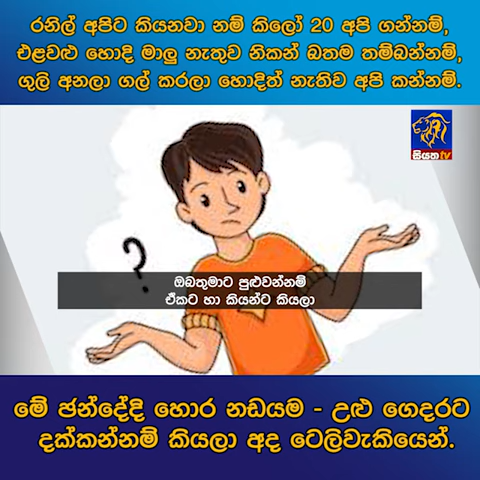 රනිල් අපිට කියනවා නම් කිලෝ 20 අපි ගන්නම්,
එළවළු හොදි මාලු නැතුව නිකන් බතම තම්බන්නම්,
ගුලි අනලා ගල් කරලා හොදිත් නැතිව අපි කන්නම්.
සියත tv
?
ඔබතුමාට පුළුවන්නම්
ඒකට හා කියන්ට කියලා
මේ ඡන්දේදි හොර නඩයම - උළු ගෙදරට
දක්කන්නම් කියලා අද ටෙලිවැකියෙන්.